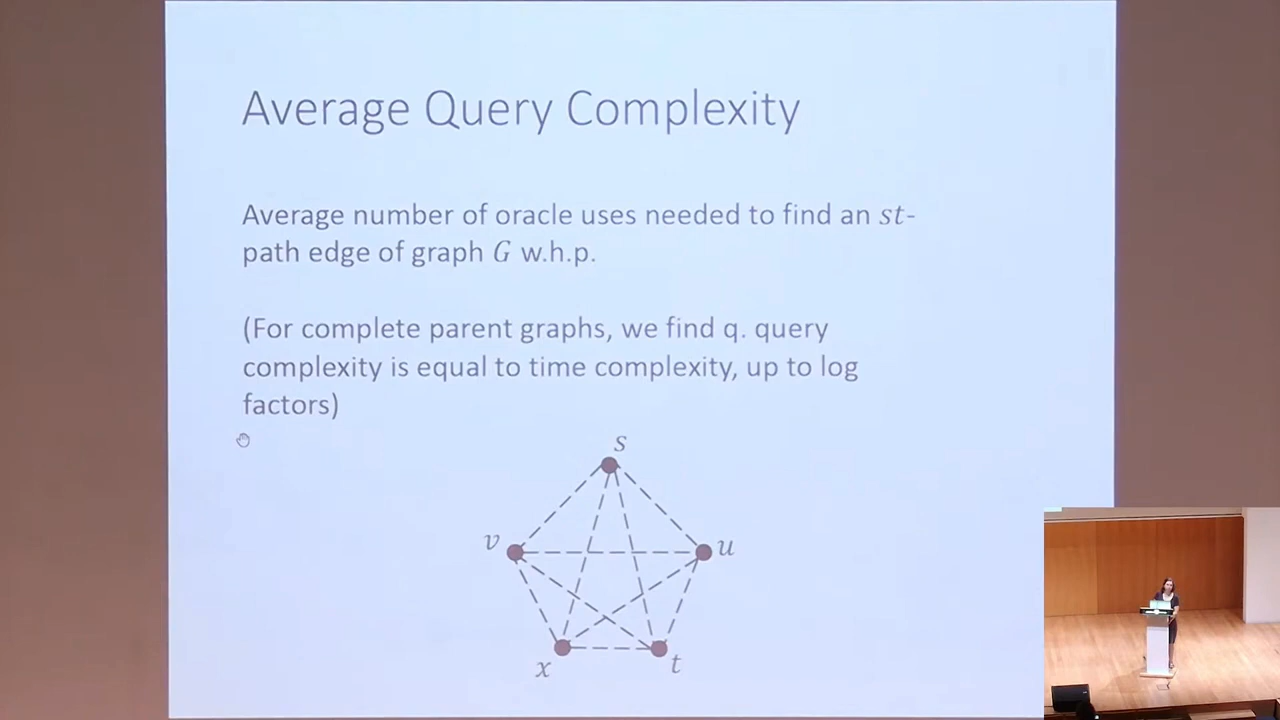 Average Query Complexity
Average number of oracle uses needed to find an st-
path edge of graph G w.h.p.
(For complete parent graphs, we find q. query
complexity is equal to time complexity, up to log
factors)
s
v
u
x
t